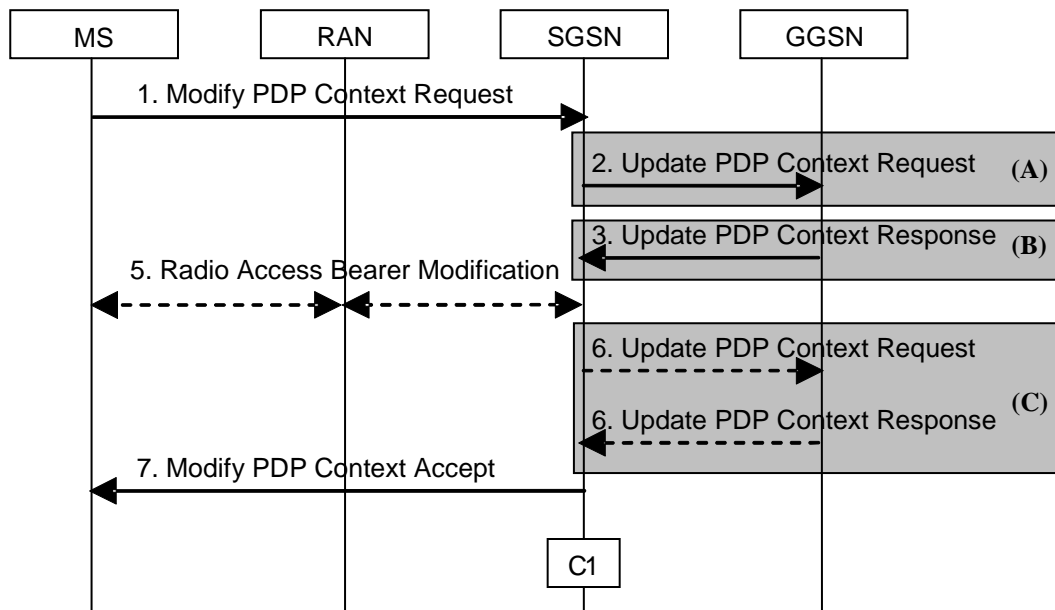 MS
RAN
SGSN
GGSN
1. Modify PDP Context Request
2. Update PDP Context Request
(A)
3. Update PDP Context Response
(B)
5. Radio Access Bearer Modification
6. Update PDP Context Request
(C)
6. Update PDP Context Response
7. Modify PDP Context Accept
C1